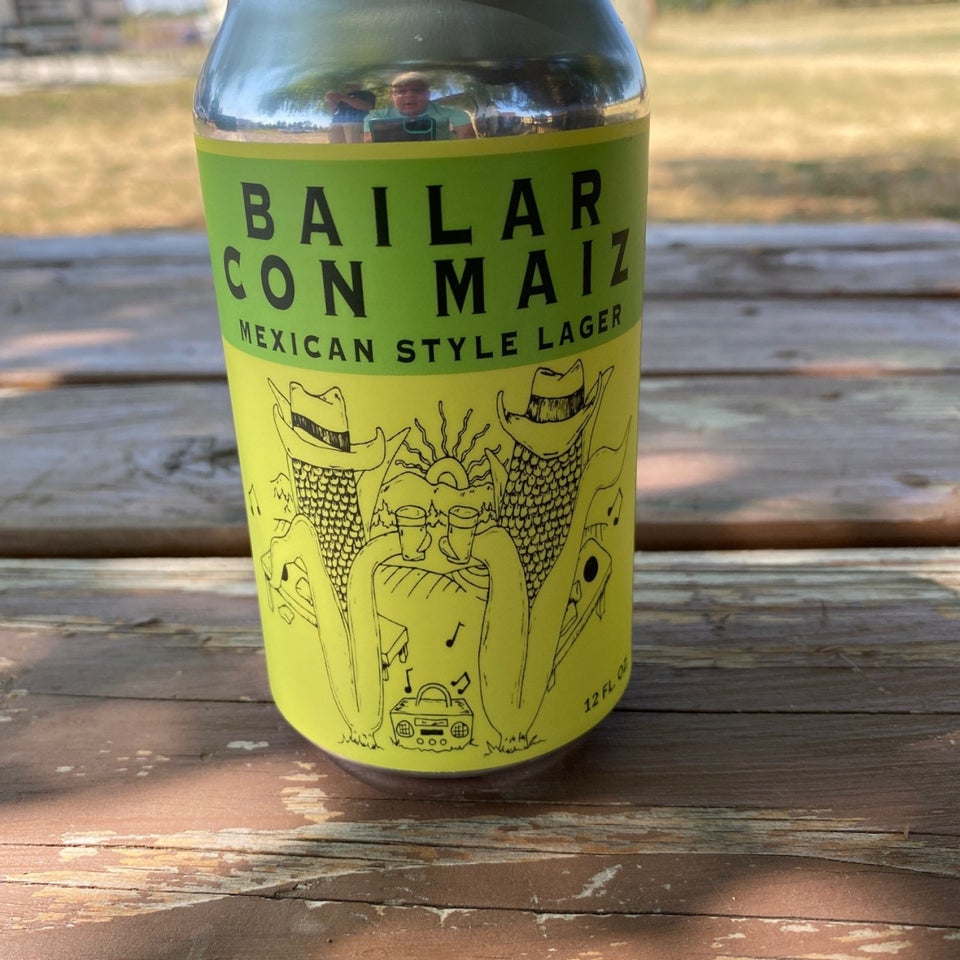 BAILAR
CON MAIZ
MEXICAN STYLE LAGER
12 FL. OZ